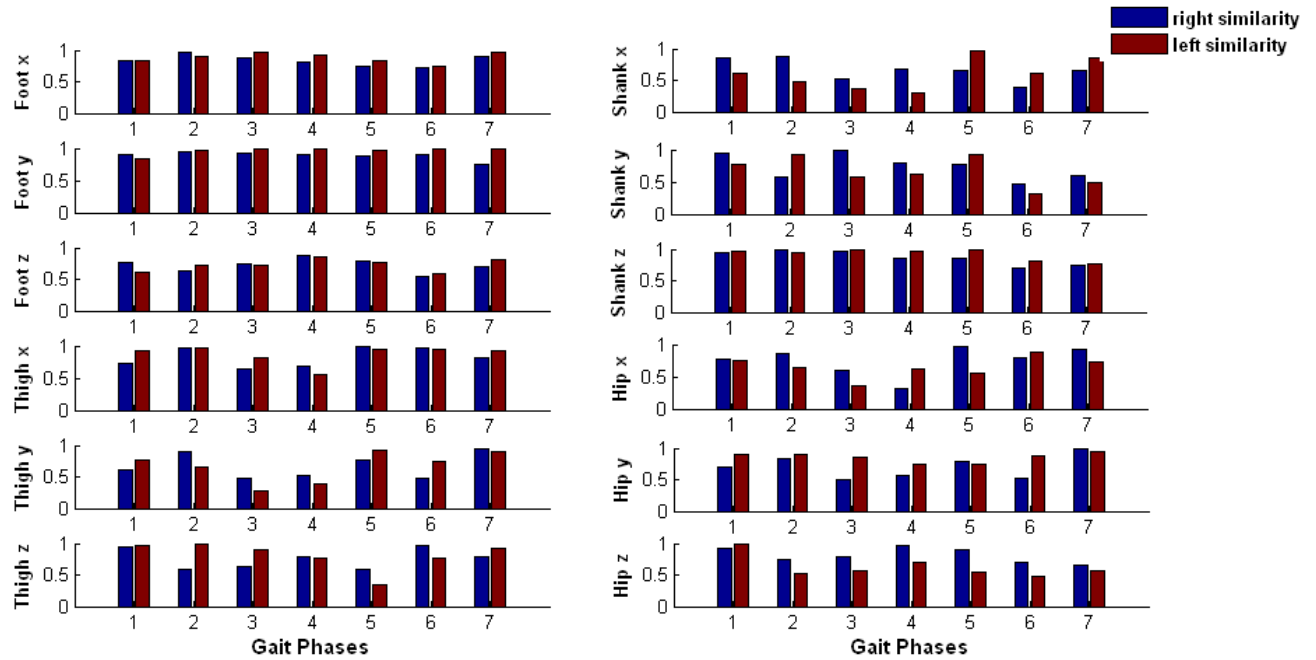 right similarity
left similarity
Foot x
1
0.5
0
1 2 3 4 5 6 7
Foot y
1
0.5
0
1 2 3 4 5 6 7
Foot z
1
0.5
0
1 2 3 4 5 6 7
Thigh x
1
0.5
0
1 2 3 4 5 6 7
Thigh y
1
0.5
0
1 2 3 4 5 6 7
Thigh z
1
0.5
0
1 2 3 4 5 6 7
Gait Phases
Shank x
1
0.5
0
1 2 3 4 5 6 7
Shank y
1
0.5
0
1 2 3 4 5 6 7
Shank z
1
0.5
0
1 2 3 4 5 6 7
Hip x
1
0.5
0
1 2 3 4 5 6 7
Hip y
1
0.5
0
1 2 3 4 5 6 7
Hip z
1
0.5
0
1 2 3 4 5 6 7
Gait Phases